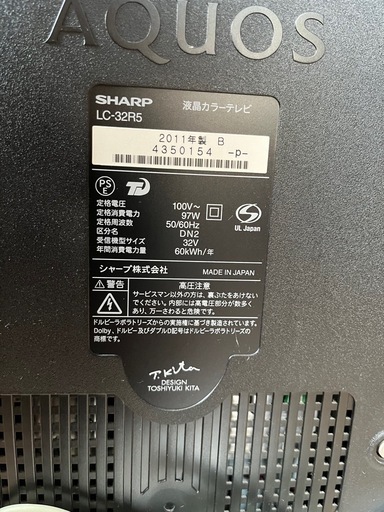 AQUOS
SHARP 液晶カラーテレビ
LC-32R5
2011年製 B
4350154 -p-
PS E
定格電圧 100V~
定格消費電力 97W
定格周波数 50/60Hz
区分名 DN2
受信機型サイズ 32V
年間消費電力量 60kWh/年
UL Japan
シャープ株式会社 MADE IN JAPAN
警告
高圧注意
サービスマン以外の方は、裏ぶたをあけないでください。内部には高電圧部分が数多くあり、万一さわると危険です。
ドルビーラボラトリーズからの実施権に基づき製造されています。
Dolby、ドルビー及びダブルD記号はドルビーラボラトリーズの商標です。
T.Kita
DESIGN
TOSHIYUKI KITA